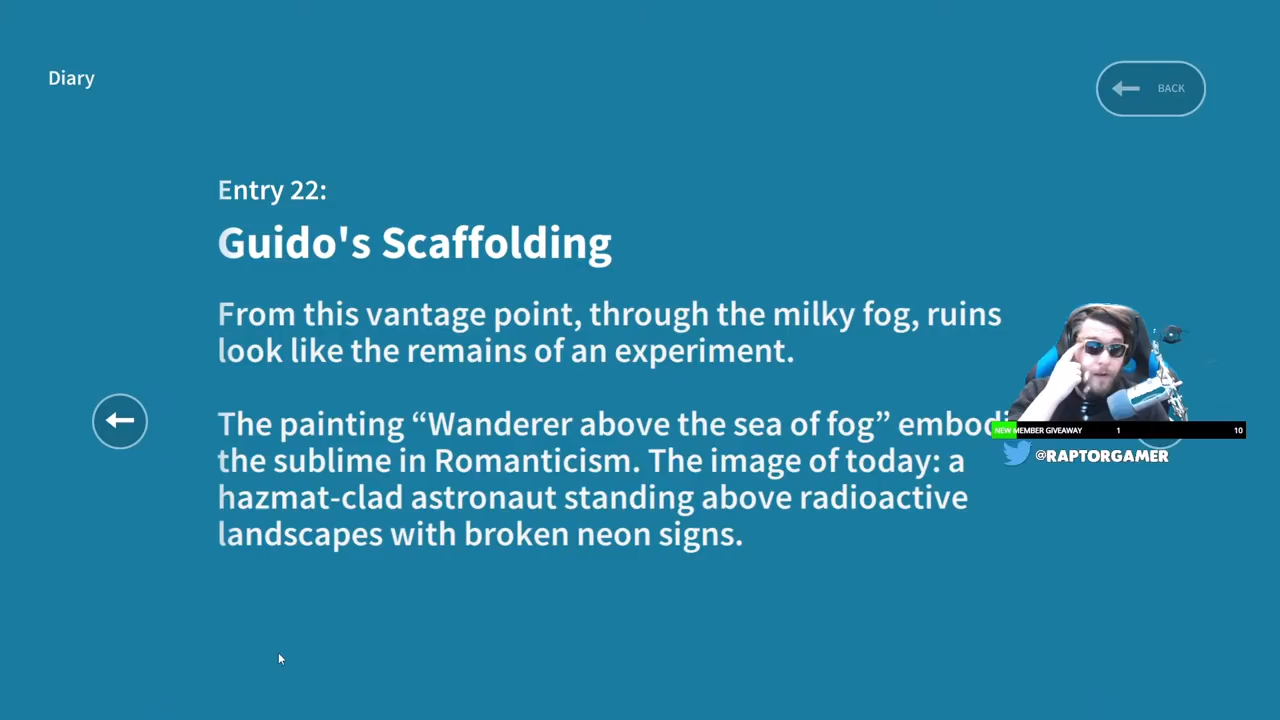 Diary
BACK
Entry 22:
Guido's Scaffolding
From this vantage point, through the milky fog, ruins
look like the remains of an experiment.
The painting “Wanderer above the sea of fog” embodi
the sublime in Romanticism. The image of today: a
hazmat-clad astronaut standing above radioactive
landscapes with broken neon signs.
NEW MEMBER GIVEAWAY 1 10
@RAPTORGAMER